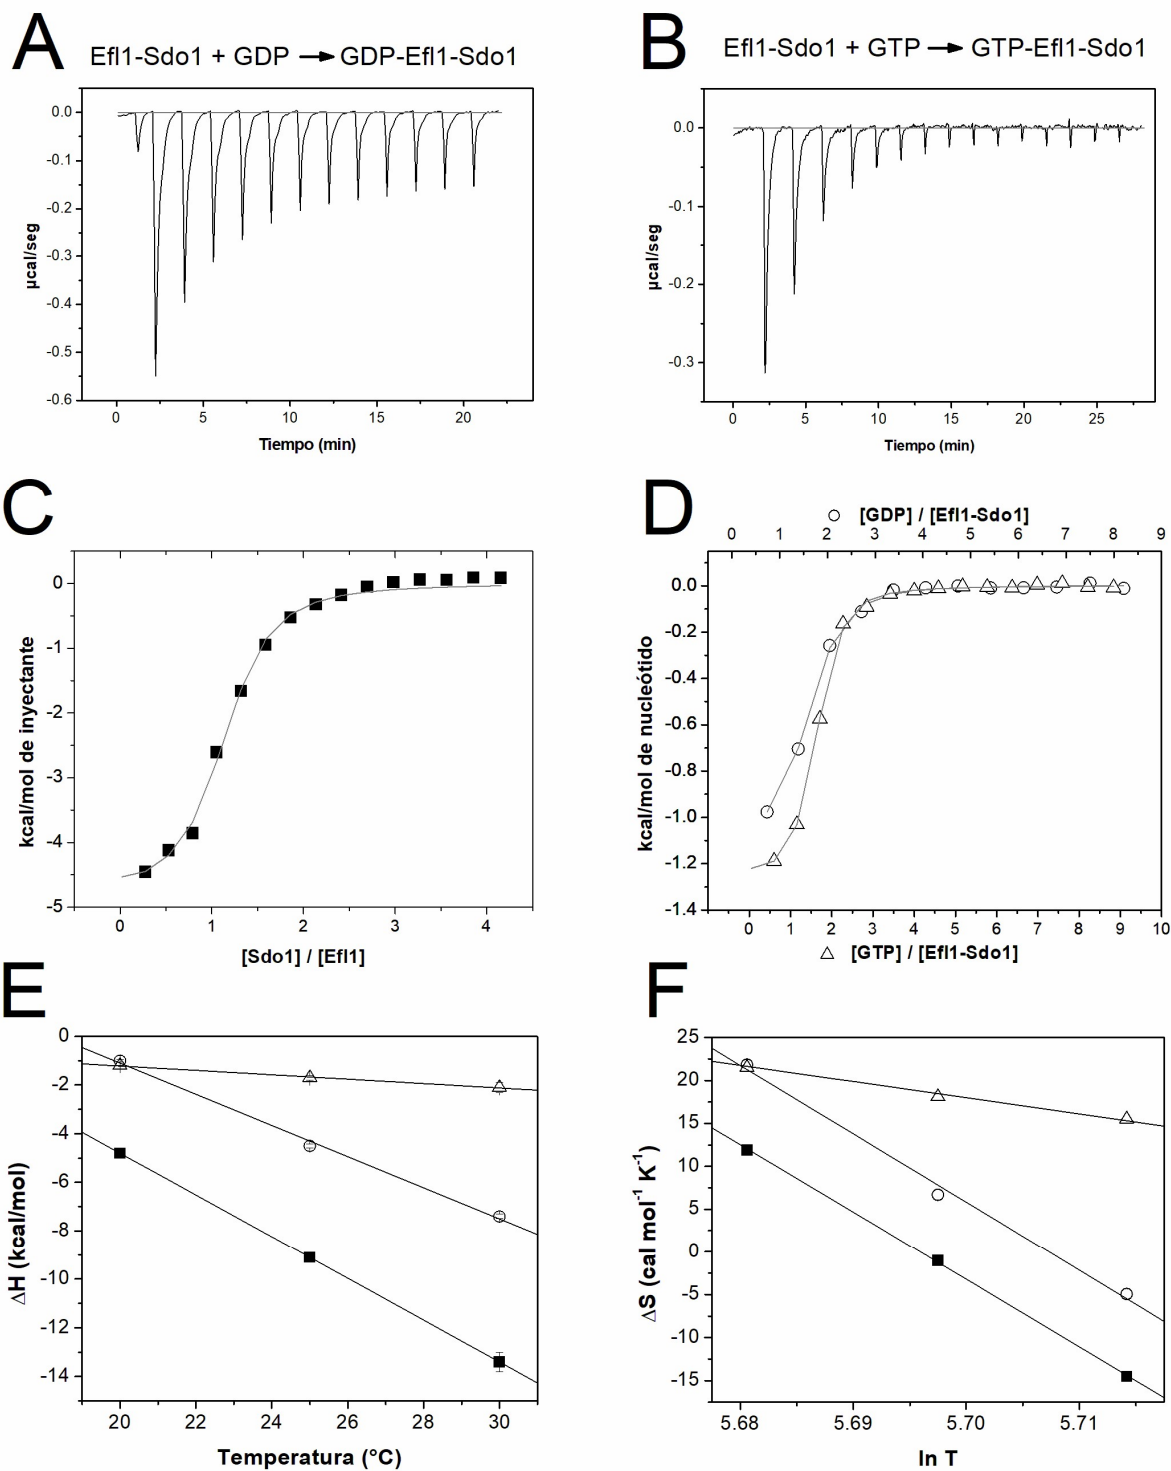 A
Efl1-Sdo1 + GDP → GDP-Efl1-Sdo1
0.0
-0.1
-0.2
-0.3
-0.4
-0.5
-0.6
µcal/seg
0 5 10 15 20
Tiempo (min)
B
Efl1-Sdo1 + GTP → GTP-Efl1-Sdo1
0.0
-0.1
-0.2
-0.3
µcal/seg
0 5 10 15 20 25
Tiempo (min)
C
0
-1
-2
-3
-4
-5
kcal/mol de inyectante
0 1 2 3 4
[Sdo1] / [Efl1]
D
[GDP] / [Efl1-Sdo1]
0 1 2 3 4 5 6 7 8 9
0.0
-0.2
-0.4
-0.6
-0.8
-1.0
-1.2
-1.4
kcal/mol de nucleótido
0 1 2 3 4 5 6 7 8 9 10
[GTP] / [Efl1-Sdo1]
E
0
-2
-4
-6
-8
-10
-12
-14
ΔH (kcal/mol)
20 22 24 26 28 30
Temperatura (°C)
F
25
20
15
10
5
0
-5
-10
-15
ΔS (cal mol⁻¹ K⁻¹)
5.68 5.69 5.70 5.71
ln T